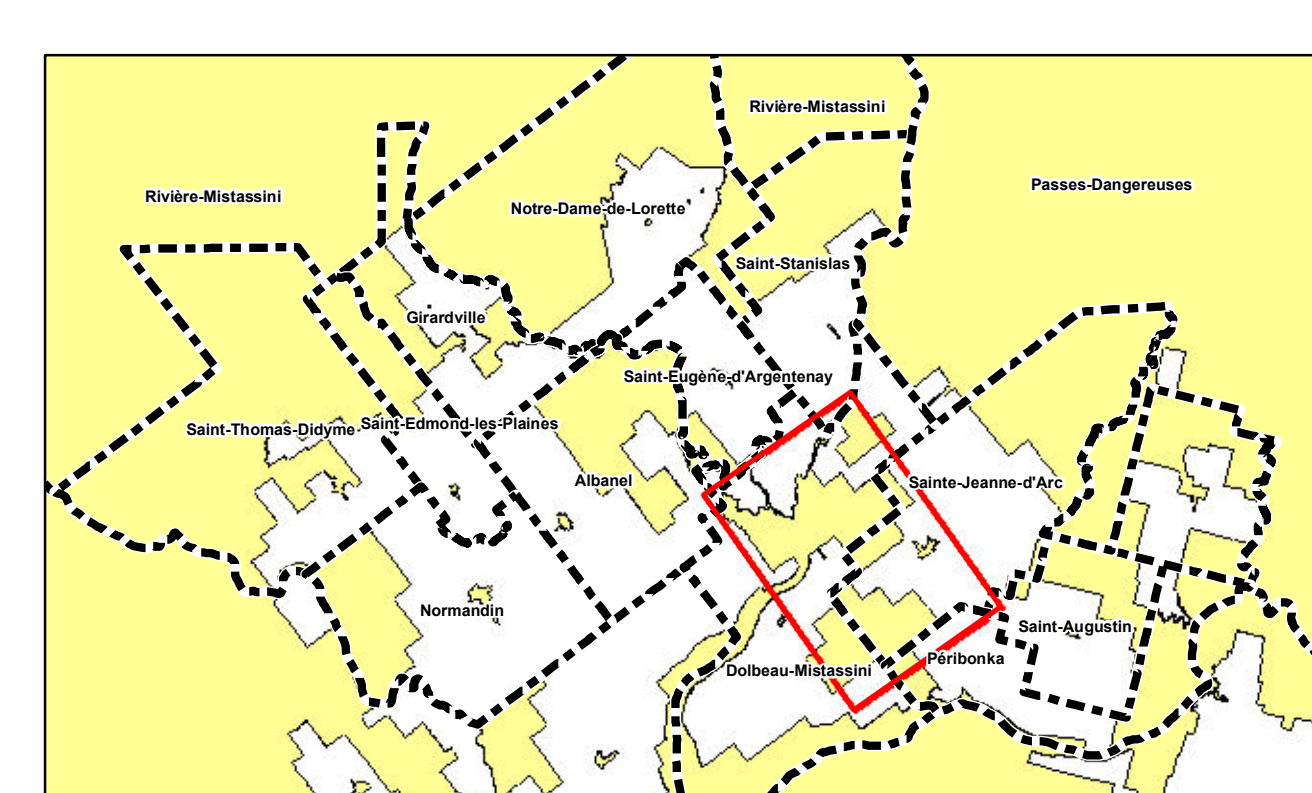 Rivière-Mistassini
Passes-Dangereuses
Rivière-Mistassini
Notre-Dame-de-Lorette
Saint-Stanislas
Girardville
Saint-Eugène-d'Argentenay
Saint-Thomas-Didyme
Saint-Edmond-les-Plaines
Albanel
Sainte-Jeanne-d'Arc
Normandin
Saint-Augustin
Péribonka
Dolbeau-Mistassini